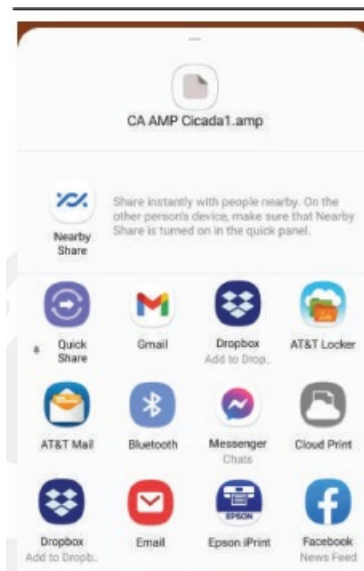 CA AMP Cicada1.amp
Share instantly with people nearby. On the
other person's device, make sure that Nearby
Share is turned on in the quick panel.
Nearby
Share
Quick
Share
Gmail
Dropbox
Add to Drop..
AT&T Locker
AT&T Mail
Bluetooth
Messenger
Chats
Cloud Print
Dropbox
Add to Dropb..
Email
EPSON
Epson iPrint
Facebook
News Feed